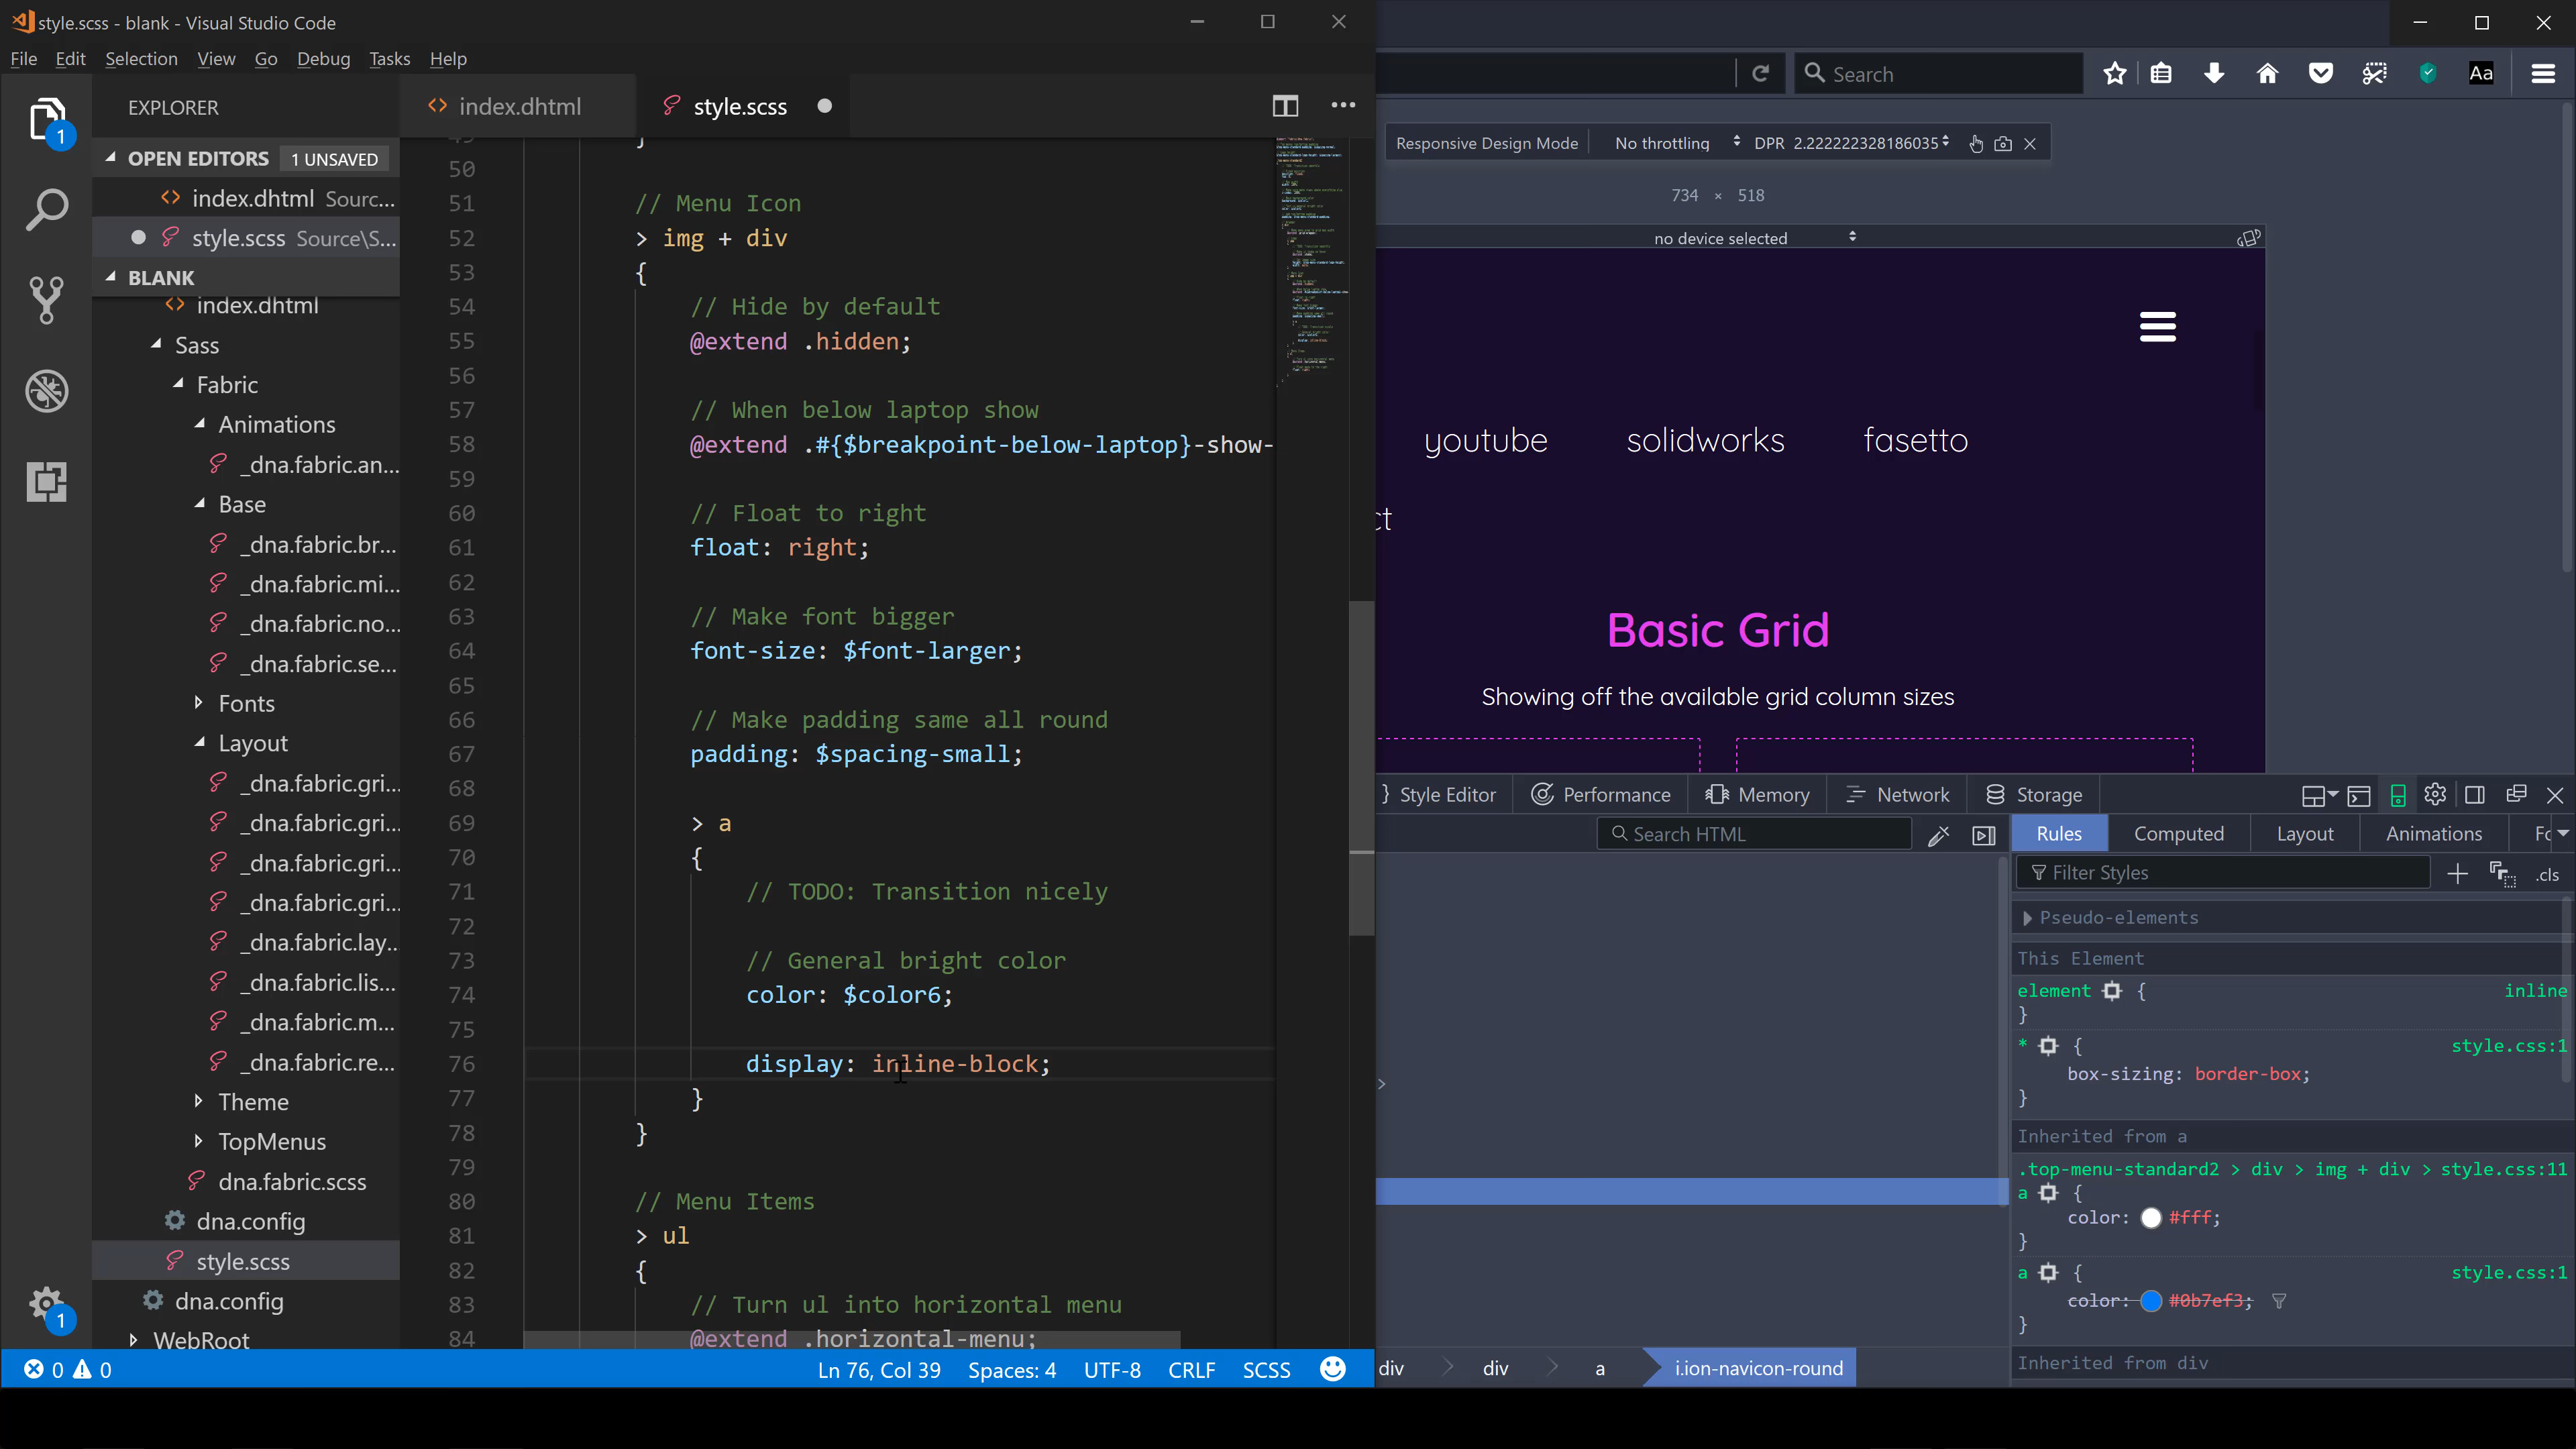 style.scss - blank - Visual Studio Code
File Edit Selection View Go Debug Tasks Help
EXPLORER
OPEN EDITORS 1 UNSAVED
index.dhtml Sourc...
style.scss Source\S...
BLANK
index.dhtml
Sass
Fabric
Animations
_dna.fabric.an...
Base
_dna.fabric.br...
_dna.fabric.mi...
_dna.fabric.no...
_dna.fabric.se...
Fonts
Layout
_dna.fabric.gri...
_dna.fabric.gri...
_dna.fabric.gri...
_dna.fabric.gri...
_dna.fabric.lay...
_dna.fabric.lis...
_dna.fabric.m...
_dna.fabric.re...
Theme
TopMenus
dna.fabric.scss
dna.config
style.scss
dna.config
WebRoot
1
1
index.dhtml
style.scss
50
51 // Menu Icon
52 > img + div
53 {
54 // Hide by default
55 @extend .hidden;
56
57 // When below laptop show
58 @extend .#{$breakpoint-below-laptop}-show-
59
60 // Float to right
61 float: right;
62
63 // Make font bigger
64 font-size: $font-larger;
65
66 // Make padding same all round
67 padding: $spacing-small;
68
69 > a
70 {
71 // TODO: Transition nicely
72
73 // General bright color
74 color: $color6;
75
76 display: inline-block;
77 }
78 }
79
80 // Menu Items
81 > ul
82 {
83 // Turn ul into horizontal menu
84 @extend .horizontal-menu;
0 0
Ln 76, Col 39 Spaces: 4 UTF-8 CRLF SCSS
Search
Aa
Responsive Design Mode No throttling DPR 2.222222328186035
734 × 518
no device selected
youtube solidworks fasetto
ct
Basic Grid
Showing off the available grid column sizes
} Style Editor Performance Memory Network Storage
Search HTML
Rules Computed Layout Animations Fo
Filter Styles + .cls
Pseudo-elements
This Element
element { inline
}
* { style.css:1
box-sizing: border-box;
}
Inherited from a
.top-menu-standard2 > div > img + div > style.css:11
a {
color: #fff;
}
a { style.css:1
color: #0b7ef3;
}
Inherited from div
div div a i.ion-navicon-round